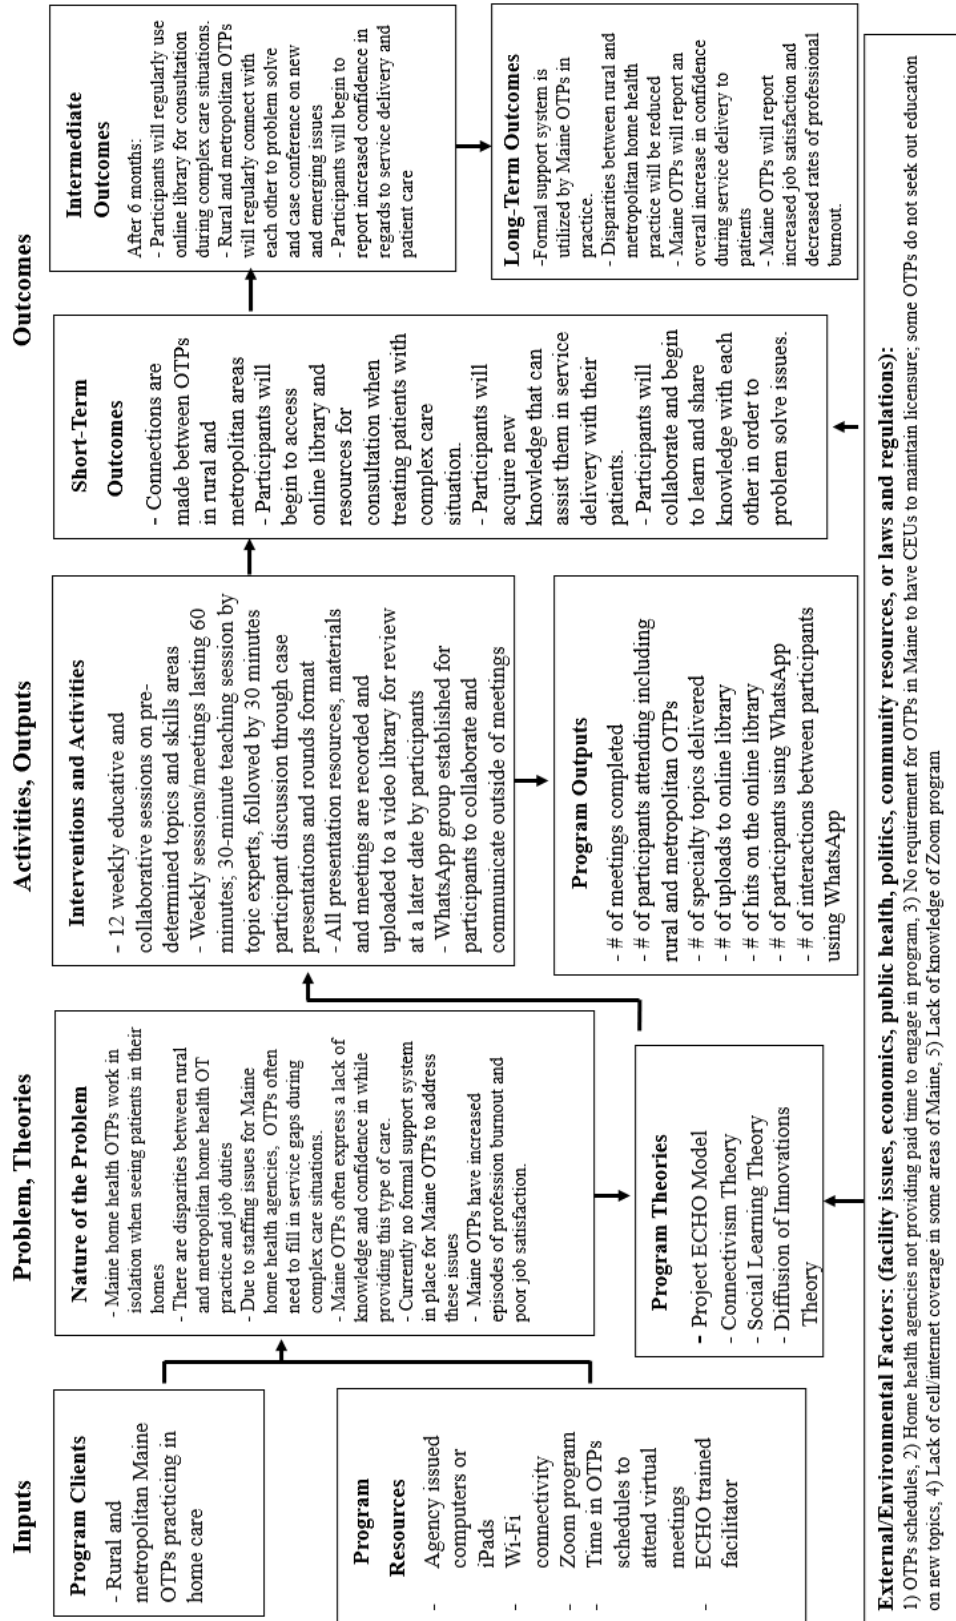 Inputs
Problem, Theories
Activities, Outputs
Outcomes
Program Clients
- Rural and
metropolitan Maine
OTPs practicing in
home care
Program
Resources
- Agency issued
computers or
iPads
- Wi-Fi
connectivity
- Zoom program
- Time in OTPs
schedules to
attend virtual
meetings
- ECHO trained
facilitator
Nature of the Problem
- Maine home health OTPs work in
isolation when seeing patients in their
homes
- There are disparities between rural
and metropolitan home health OT
practice and job duties
- Due to staffing issues for Maine
home health agencies, OTPs often
need to fill in service gaps during
complex care situations.
- Maine OTPs often express a lack of
knowledge and confidence in while
providing this type of care.
- Currently no formal support system
in place for Maine OTPs to address
these issues
- Maine OTPs have increased
episodes of profession burnout and
poor job satisfaction.
Program Theories
- Project ECHO Model
- Connectivism Theory
- Social Learning Theory
- Diffusion of Innovations
Theory
Interventions and Activities
- 12 weekly educative and
collaborative sessions on pre-
determined topics and skills areas
- Weekly sessions/meetings lasting 60
minutes; 30-minute teaching session by
topic experts, followed by 30 minutes
participant discussion through case
presentations and rounds format
- All presentation resources, materials
and meetings are recorded and
uploaded to a video library for review
at a later date by participants
- WhatsApp group established for
participants to collaborate and
communicate outside of meetings
Program Outputs
- # of meetings completed
- # of participants attending including
rural and metropolitan OTPs
- # of specialty topics delivered
- # of uploads to online library
- # of hits on the online library
- # of participants using WhatsApp
- # of interactions between participants
using WhatsApp
Short-Term
Outcomes
- Connections are
made between OTPs
in rural and
metropolitan areas
- Participants will
begin to access
online library and
resources for
consultation when
treating patients with
complex care
situation.
- Participants will
acquire new
knowledge that can
assist them in service
delivery with their
patients.
- Participants will
collaborate and begin
to learn and share
knowledge with each
other in order to
problem solve issues.
Intermediate
Outcomes
After 6 months:
- Participants will regularly use
online library for consultation
during complex care situations.
- Rural and metropolitan OTPs
will regularly connect with
each other to problem solve
and case conference on new
and emerging issues
- Participants will begin to
report increased confidence in
regards to service delivery and
patient care
Long-Term Outcomes
-Formal support system is
utilized by Maine OTPs in
practice.
- Disparities between rural and
metropolitan home health
practice will be reduced
- Maine OTPs will report an
overall increase in confidence
during service delivery to
patients
- Maine OTPs will report
increased job satisfaction and
decreased rates of professional
burnout.
External/Environmental Factors: (facility issues, economics, public health, politics, community resources, or laws and regulations):
1) OTPs schedules, 2) Home health agencies not providing paid time to engage in program, 3) No requirement for OTPs in Maine to have CEUs to maintain licensure; some OTPs do not seek out education
on new topics, 4) Lack of cell/internet coverage in some areas of Maine, 5) Lack of knowledge of Zoom program